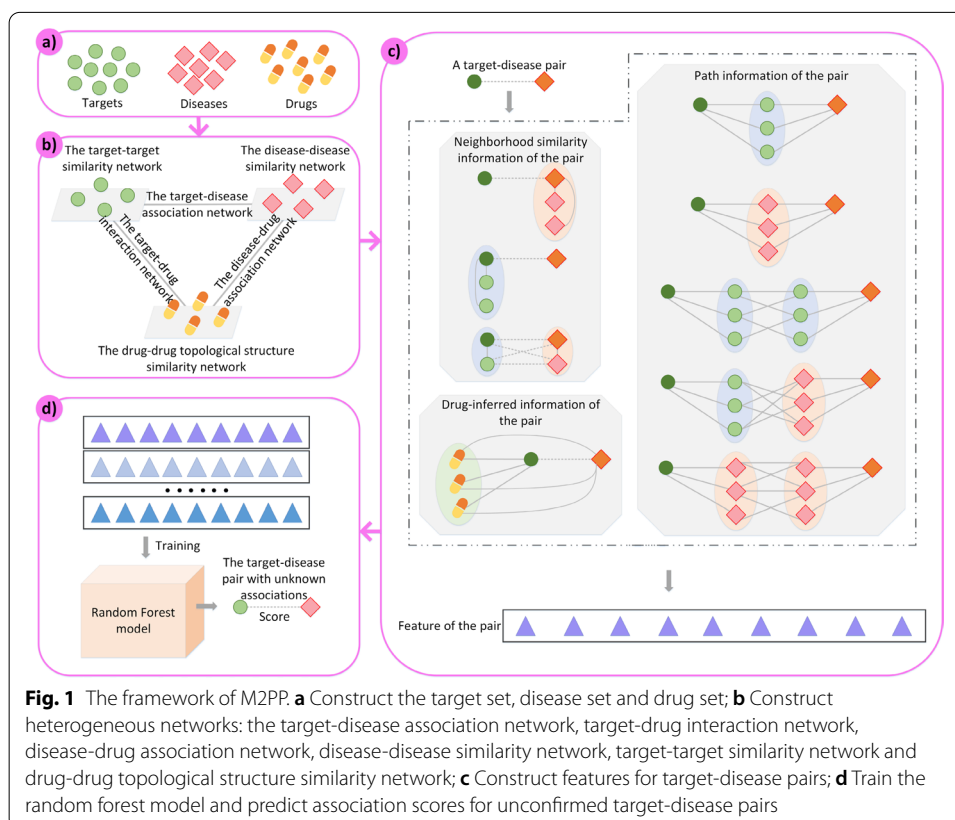 a)
Targets
Diseases
Drugs
b)
The target-target
similarity network
The disease-disease
similarity network
The target-disease
association network
The target-drug
interaction network
The disease-drug
association network
The drug-drug topological structure
similarity network
c)
A target-disease pair
Neighborhood similarity
information of the pair
Drug-inferred information of
the pair
Path information of the pair
Feature of the pair
d)
Training
Random Forest
model
The target-disease
pair with unknown
associations
Score
Fig. 1 The framework of M2PP. a Construct the target set, disease set and drug set; b Construct
heterogeneous networks: the target-disease association network, target-drug interaction network,
disease-drug association network, disease-disease similarity network, target-target similarity network and
drug-drug topological structure similarity network; c Construct features for target-disease pairs; d Train the
random forest model and predict association scores for unconfirmed target-disease pairs